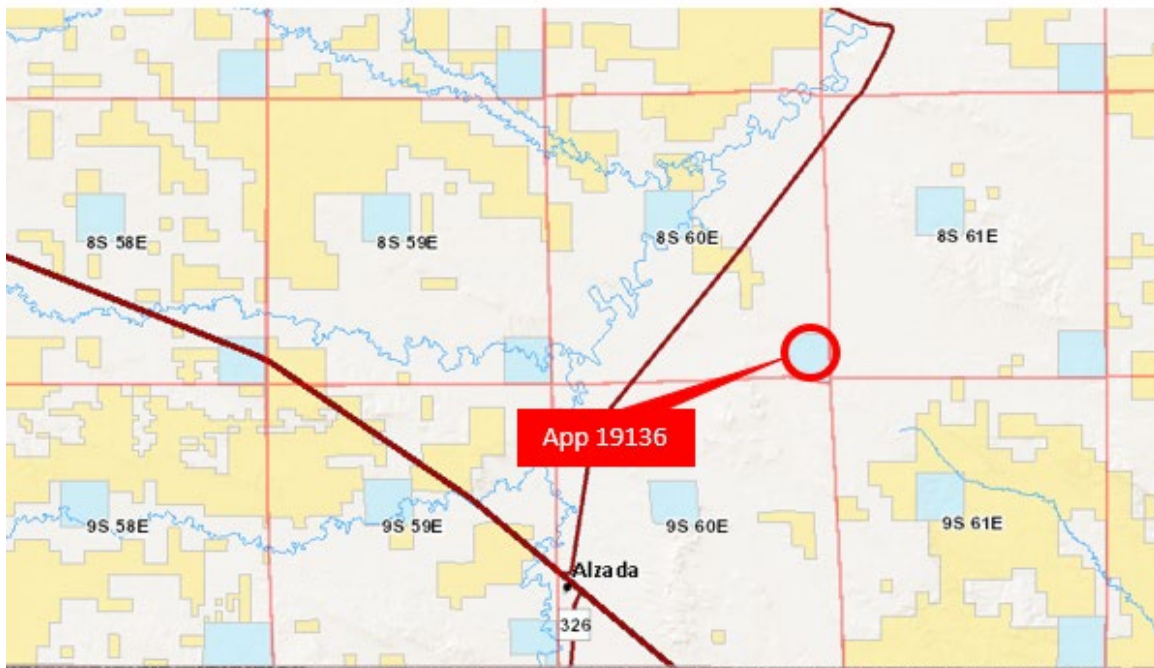 8S 58E
8S 59E
8S 60E
8S 61E
App 19136
9S 58E
9S 59E
9S 60E
9S 61E
Alzada
326